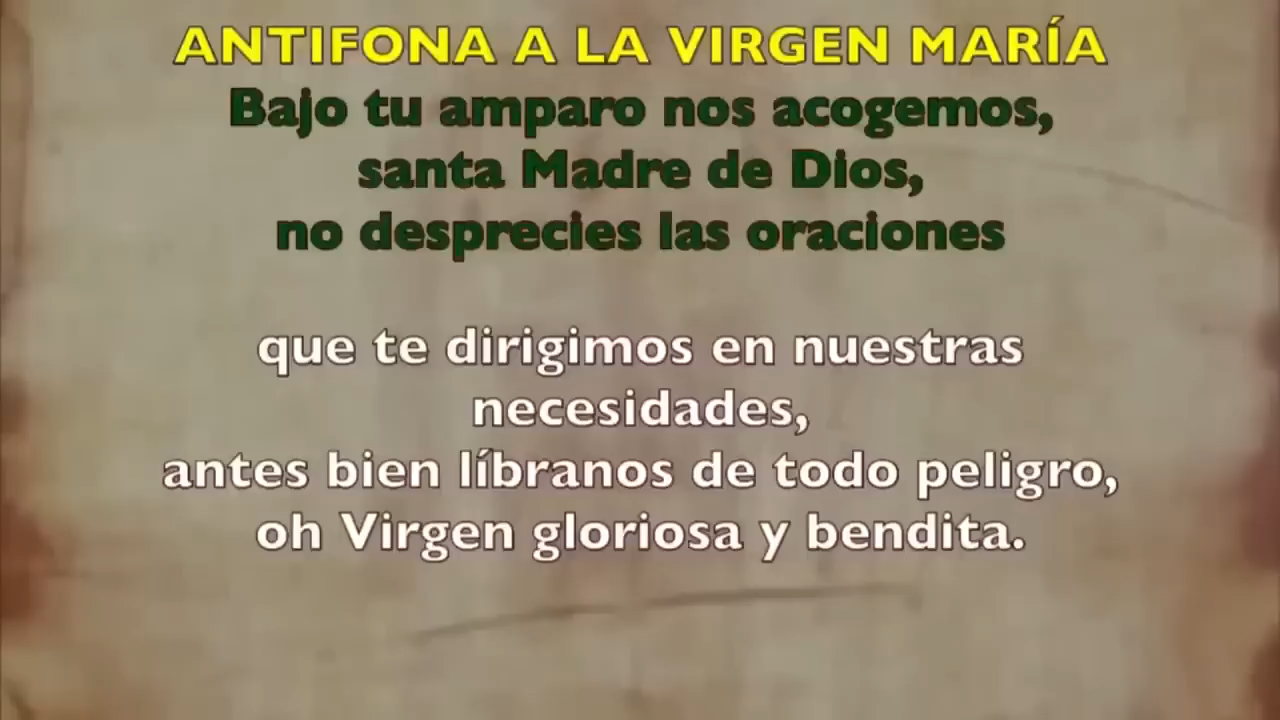 ANTIFONA A LA VIRGEN MARÍA
Bajo tu amparo nos acogemos,
santa Madre de Dios,
no desprecies las oraciones
que te dirigimos en nuestras
necesidades,
antes bien líbranos de todo peligro,
oh Virgen gloriosa y bendita.